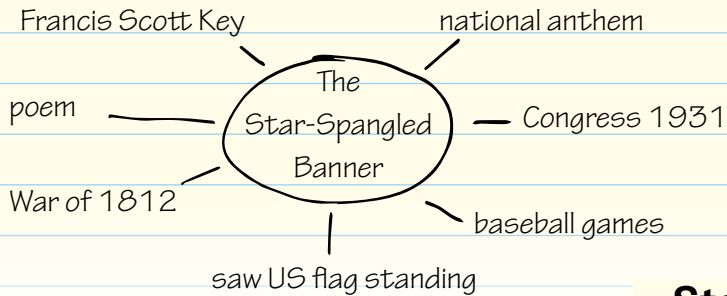 Francis Scott Key
national anthem
The
Star-Spangled
Banner
poem
Congress 1931
War of 1812
baseball games
saw US flag standing